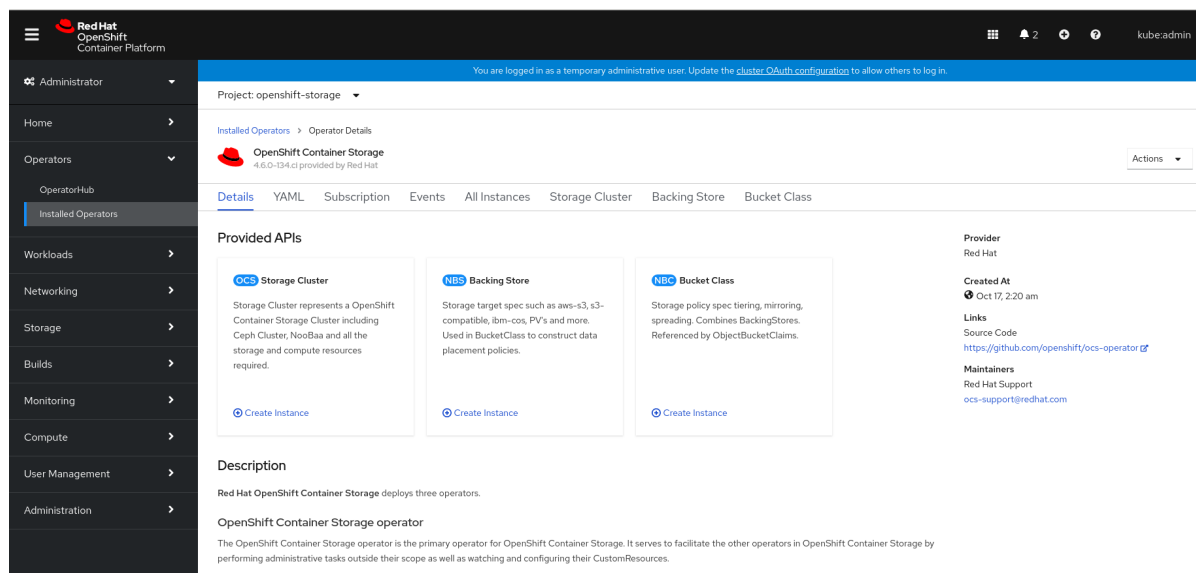 Red Hat
OpenShift
Container Platform
2
kube:admin
Administrator
You are logged in as a temporary administrative user. Update the cluster OAuth configuration to allow others to log in.
Project: openshift-storage
Home
Operators
OperatorHub
Installed Operators
Workloads
Networking
Storage
Builds
Monitoring
Compute
User Management
Administration
Installed Operators > Operator Details
OpenShift Container Storage
4.6.0-134.ci provided by Red Hat
Actions
Details YAML Subscription Events All Instances Storage Cluster Backing Store Bucket Class
Provided APIs
OCS Storage Cluster
Storage Cluster represents a OpenShift
Container Storage Cluster including
Ceph Cluster, NooBaa and all the
storage and compute resources
required.
Create Instance
NBS Backing Store
Storage target spec such as aws-s3, s3-
compatible, ibm-cos, PV's and more.
Used in BucketClass to construct data
placement policies.
Create Instance
NBC Bucket Class
Storage policy spec tiering, mirroring,
spreading. Combines BackingStores.
Referenced by ObjectBucketClaims.
Create Instance
Provider
Red Hat
Created At
Oct 17, 2:20 am
Links
Source Code
https://github.com/openshift/ocs-operator
Maintainers
Red Hat Support
ocs-support@redhat.com
Description
Red Hat OpenShift Container Storage deploys three operators.
OpenShift Container Storage operator
The OpenShift Container Storage operator is the primary operator for OpenShift Container Storage. It serves to facilitate the other operators in OpenShift Container Storage by
performing administrative tasks outside their scope as well as watching and configuring their CustomResources.